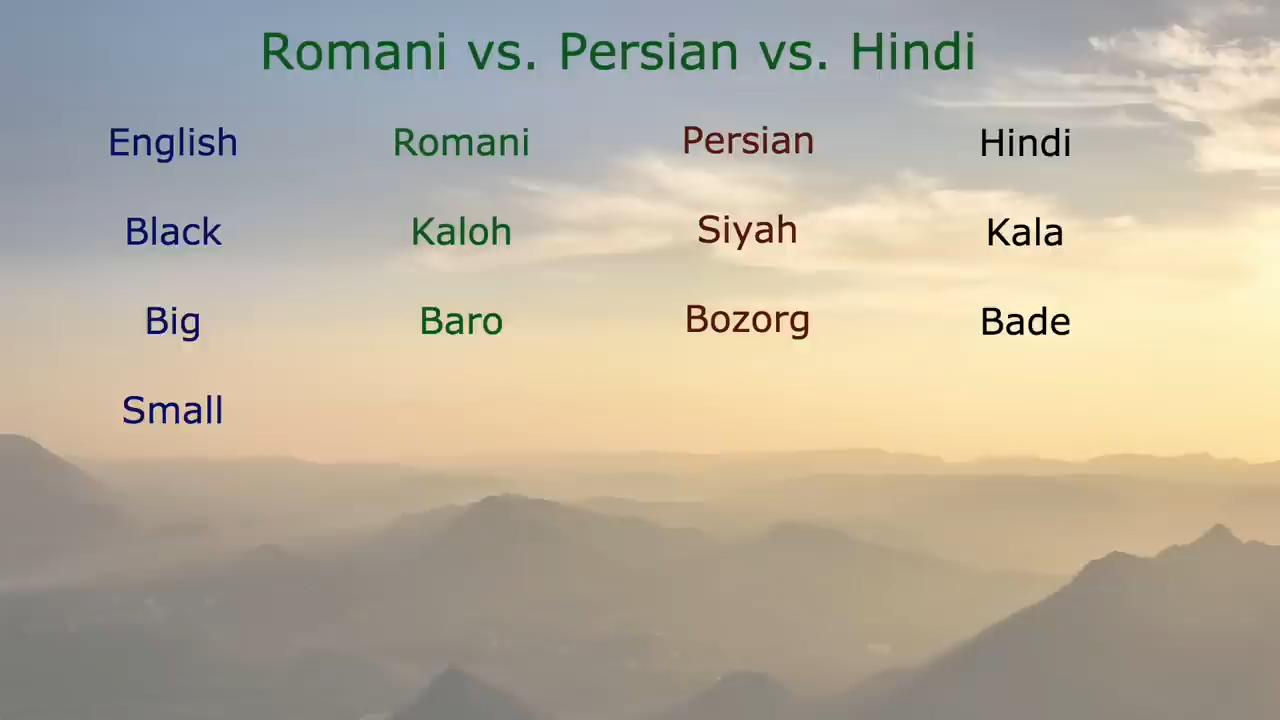 Romani vs. Persian vs. Hindi
English Romani Persian Hindi
Black Kaloh Siyah Kala
Big Baro Bozorg Bade
Small